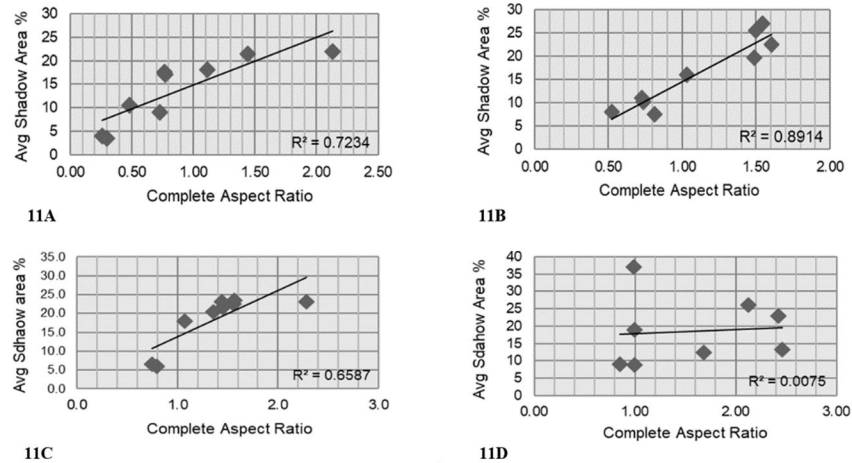 Avg Shadow Area %
30
25
20
15
10
5
0
R² = 0.7234
0.00 0.50 1.00 1.50 2.00 2.50
Complete Aspect Ratio
11A
Avg Shadow Area %
30
25
20
15
10
5
0
R² = 0.8914
0.00 0.50 1.00 1.50 2.00
Complete Aspect Ratio
11B
Avg Sdhaow area %
35.0
30.0
25.0
20.0
15.0
10.0
5.0
0.0
R² = 0.6587
0.0 1.0 2.0 3.0
Complete Aspect Ratio
11C
Avg Sdahow Area %
40
35
30
25
20
15
10
5
0
R² = 0.0075
0.00 1.00 2.00 3.00
Complete Aspect Ratio
11D